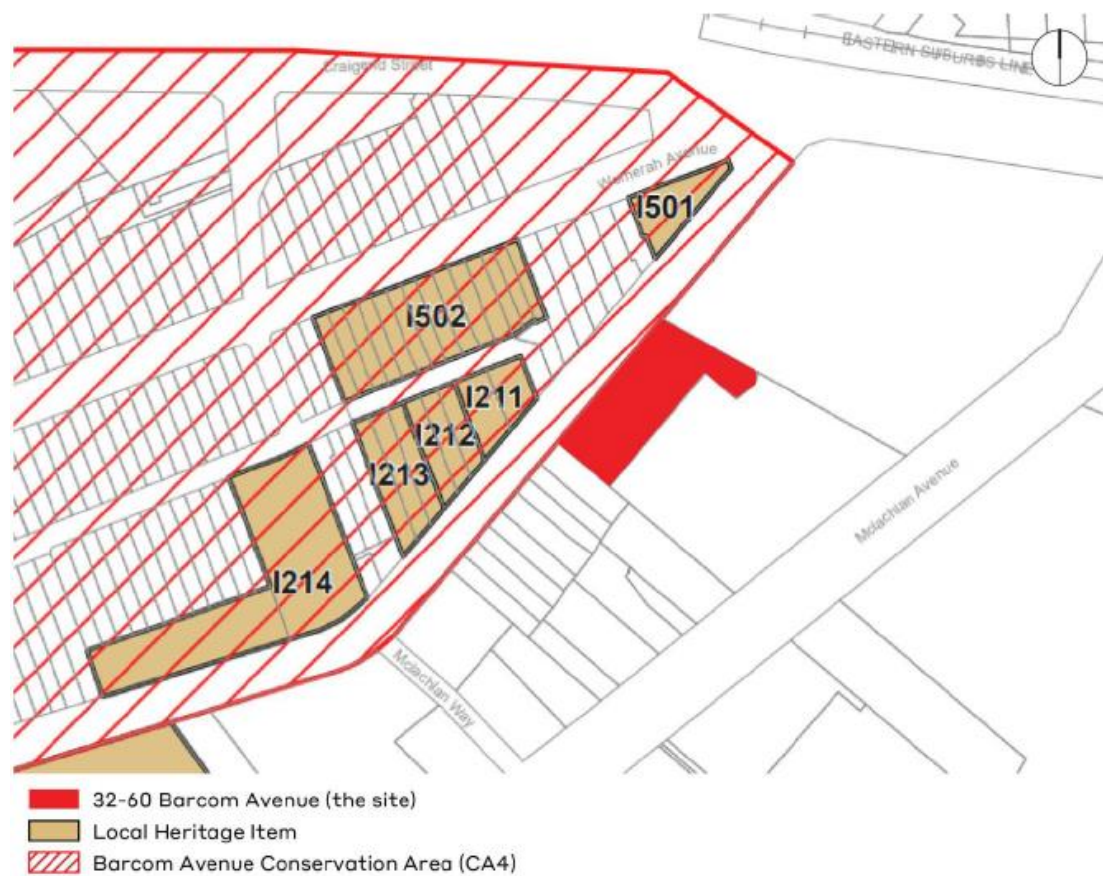 Craigend Street
EASTERN SUBURBS LINE
Womerah Avenue
I501
I502
I211
I212
I213
I214
Mclachlan Avenue
Mclachlan Way
32-60 Barcom Avenue (the site)
Local Heritage Item
Barcom Avenue Conservation Area (CA4)